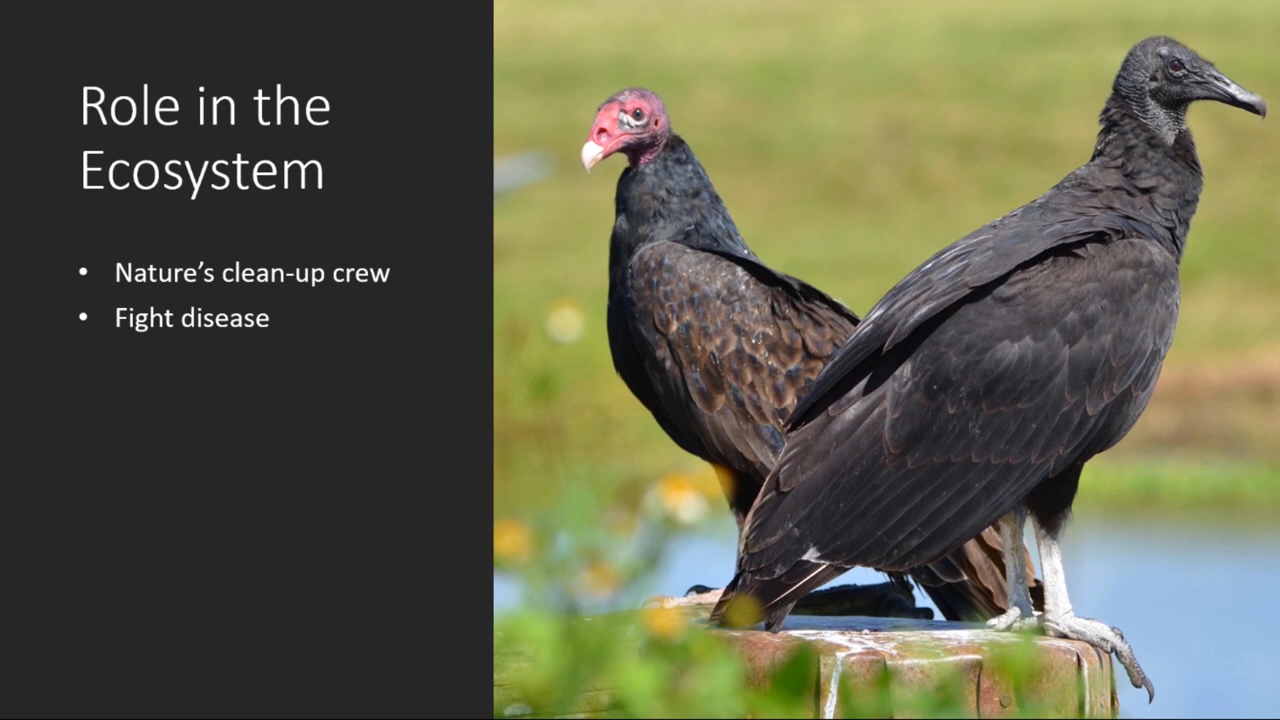 Role in the
Ecosystem
• Nature’s clean-up crew
• Fight disease